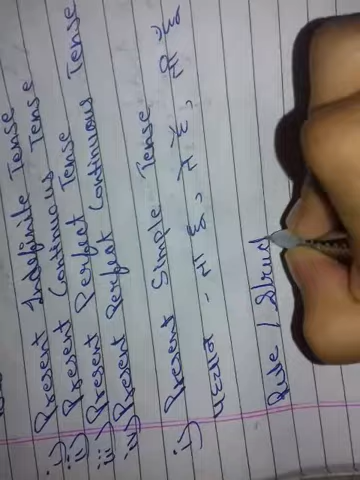 i) Present Indefinite Tense
ii) Present Continuous Tense
iii) Present Perfect Tense
iv) Present Perfect Continuous Tense
i) Present Simple Tense
पहचान - ता हूँ, ता है, ते हैं
Rule / Struct